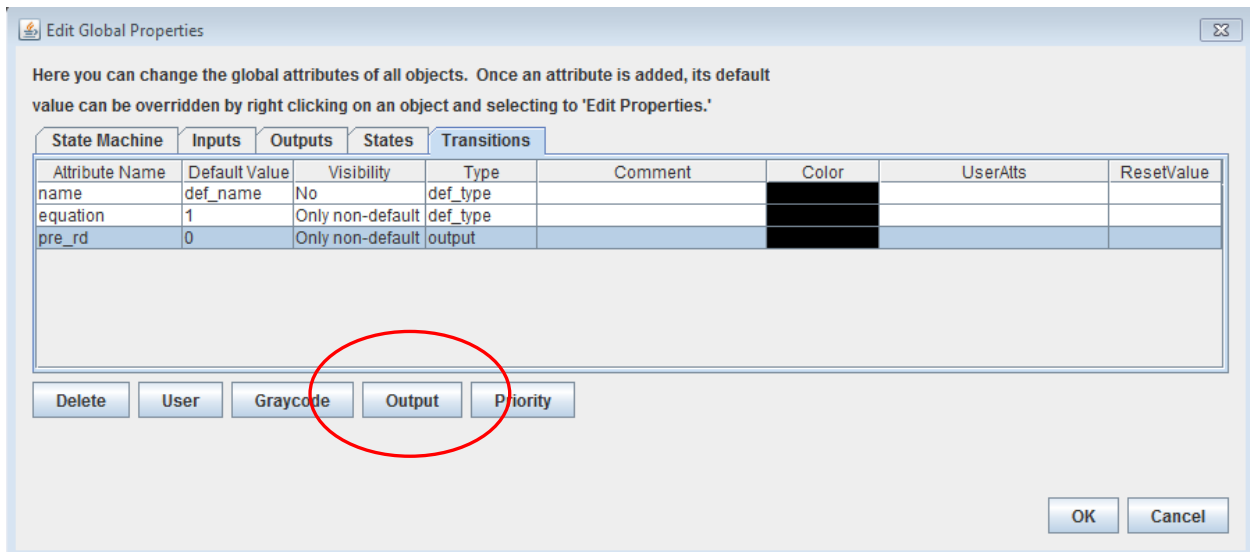 Edit Global Properties
Here you can change the global attributes of all objects. Once an attribute is added, its default
value can be overridden by right clicking on an object and selecting to 'Edit Properties.'
State Machine Inputs Outputs States Transitions
Attribute Name Default Value Visibility Type Comment Color UserAtts ResetValue
name def_name No def_type
equation 1 Only non-default def_type
pre_rd 0 Only non-default output
Delete User Graycode Output Priority
OK Cancel